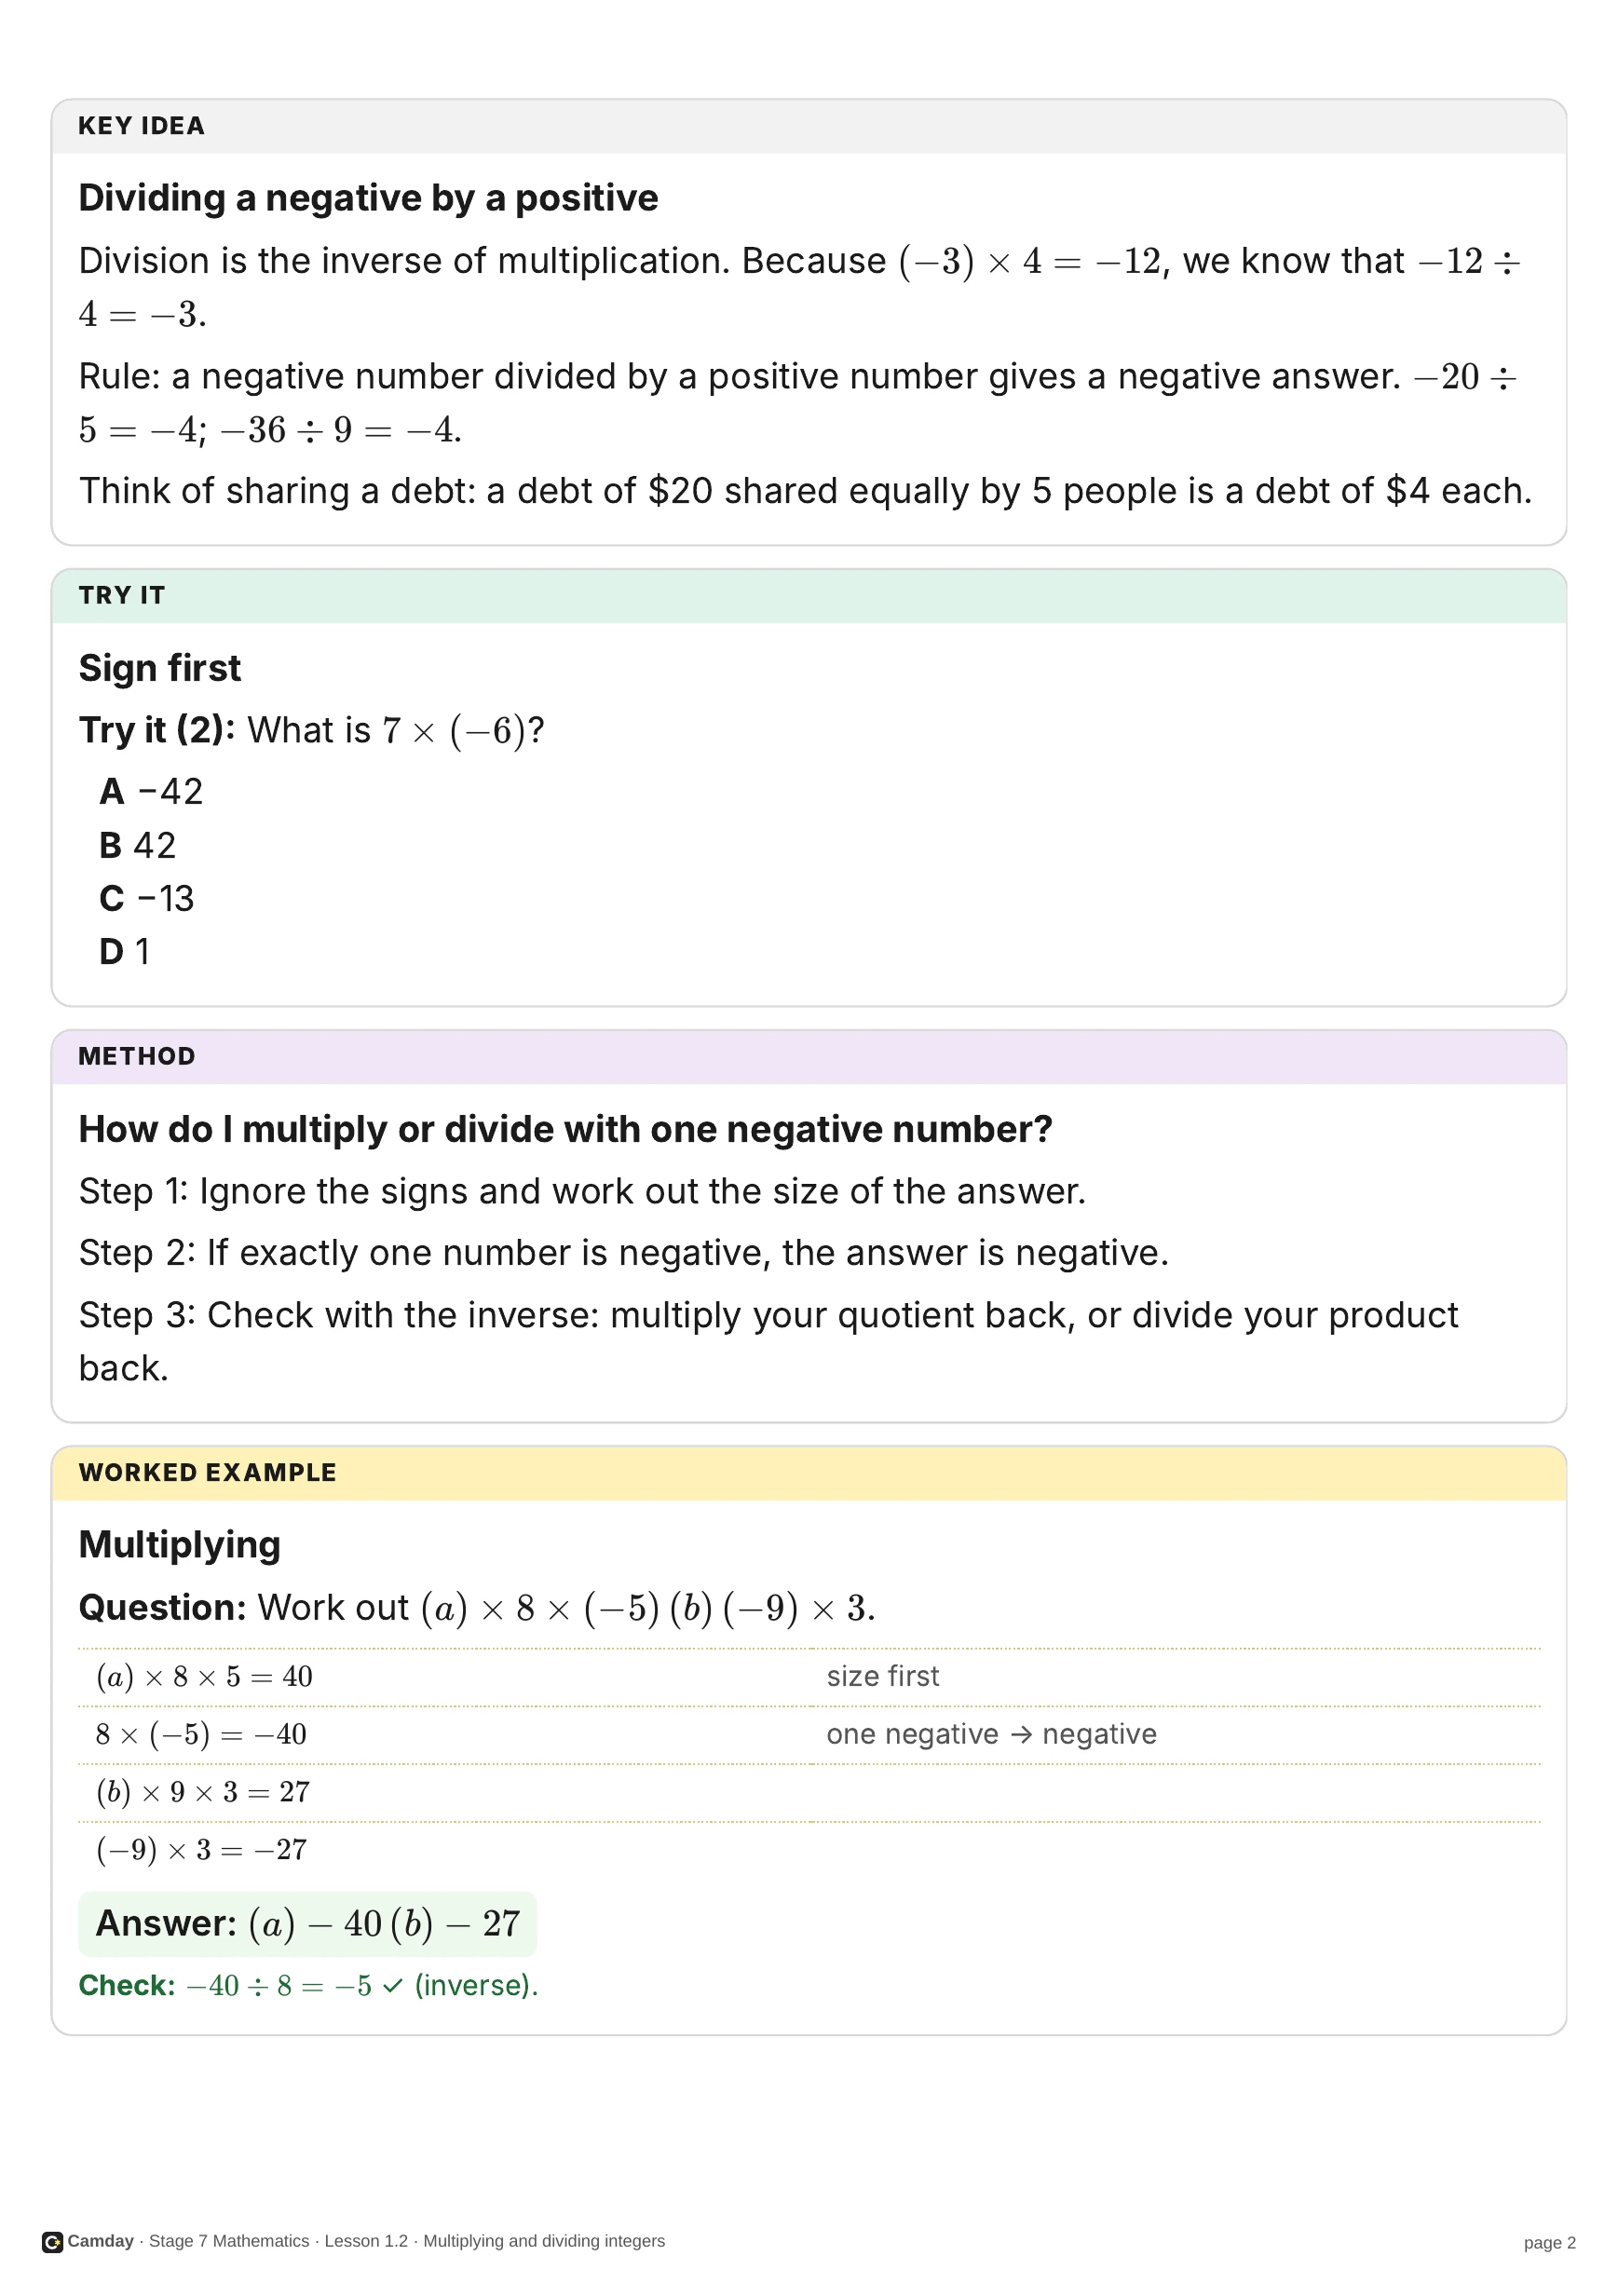 KEY IDEA
Dividing a negative by a positive
Division is the inverse of multiplication. Because (−3) × 4 = −12, we know that −12 ÷
4 = −3.
Rule: a negative number divided by a positive number gives a negative answer. −20 ÷
5 = −4; −36 ÷ 9 = −4.
Think of sharing a debt: a debt of $20 shared equally by 5 people is a debt of $4 each.
TRY IT
Sign first
Try it (2): What is 7 × (−6)?
A −42
B 42
C −13
D 1
METHOD
How do I multiply or divide with one negative number?
Step 1: Ignore the signs and work out the size of the answer.
Step 2: If exactly one number is negative, the answer is negative.
Step 3: Check with the inverse: multiply your quotient back, or divide your product
back.
WORKED EXAMPLE
Multiplying
Question: Work out (a) × 8 × (−5) (b) (−9) × 3.
(a) × 8 × 5 = 40 size first
8 × (−5) = −40 one negative → negative
(b) × 9 × 3 = 27
(−9) × 3 = −27
Answer: (a) − 40 (b) − 27
Check: −40 ÷ 8 = −5 ✓ (inverse).
Camday · Stage 7 Mathematics · Lesson 1.2 · Multiplying and dividing integers page 2